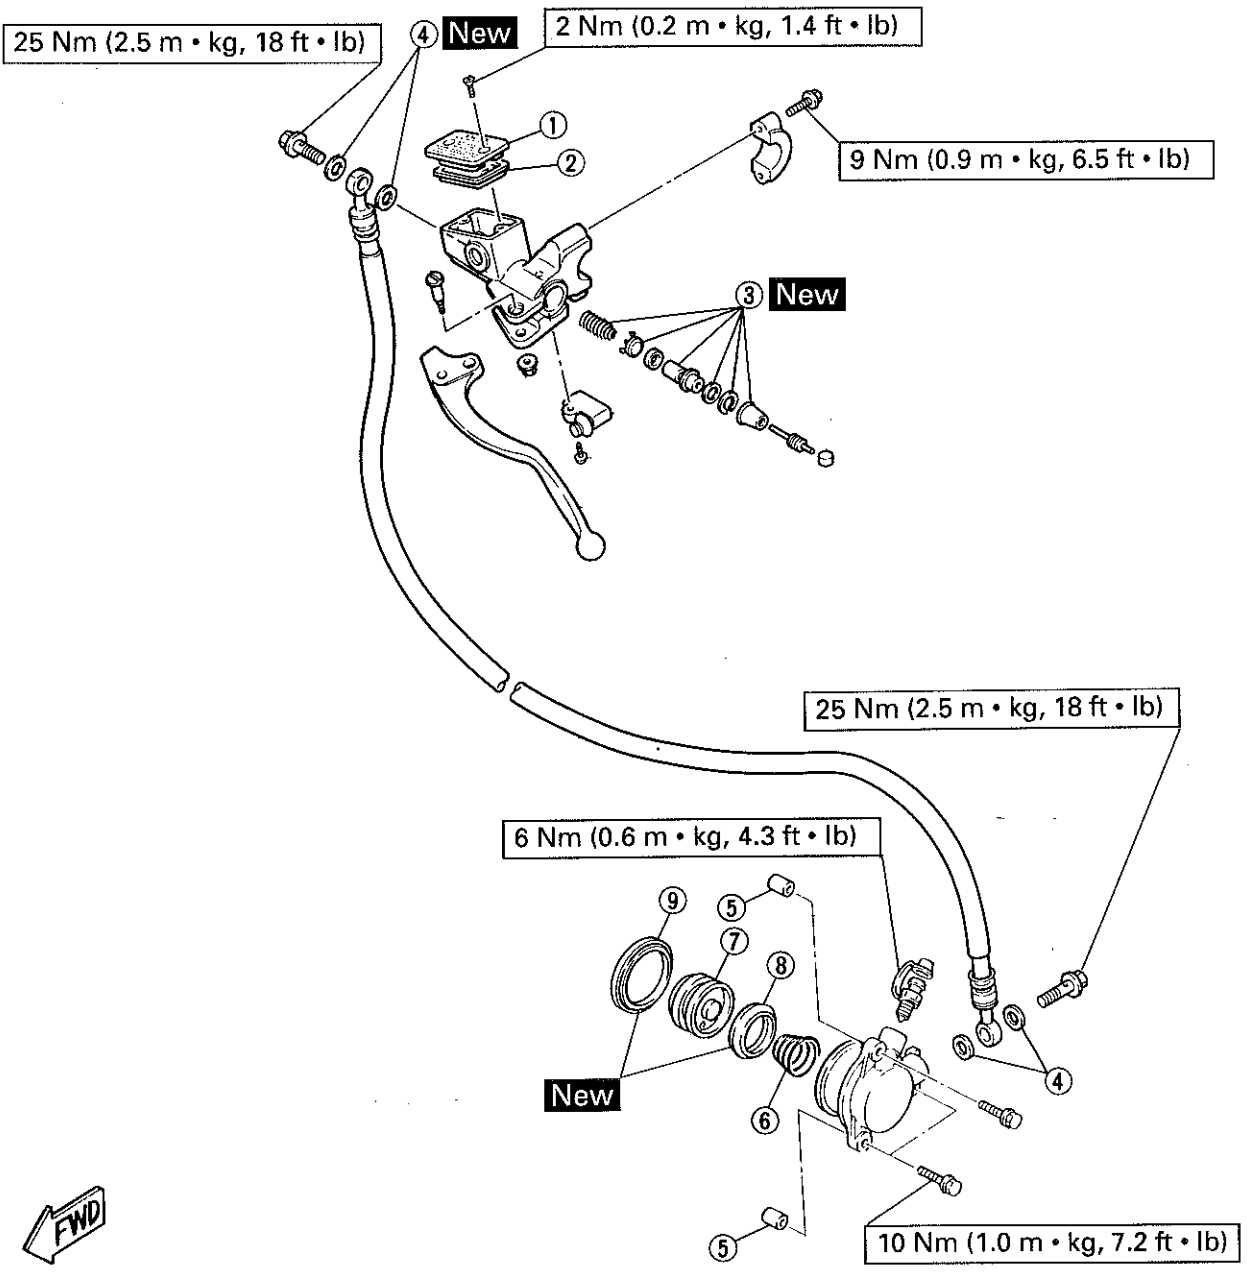 25 Nm (2.5 m • kg, 18 ft • lb)
4 New
2 Nm (0.2 m • kg, 1.4 ft • lb)
1
2
9 Nm (0.9 m • kg, 6.5 ft • lb)
3 New
25 Nm (2.5 m • kg, 18 ft • lb)
6 Nm (0.6 m • kg, 4.3 ft • lb)
9
5
7
8
New
6
4
FWD
5
10 Nm (1.0 m • kg, 7.2 ft • lb)